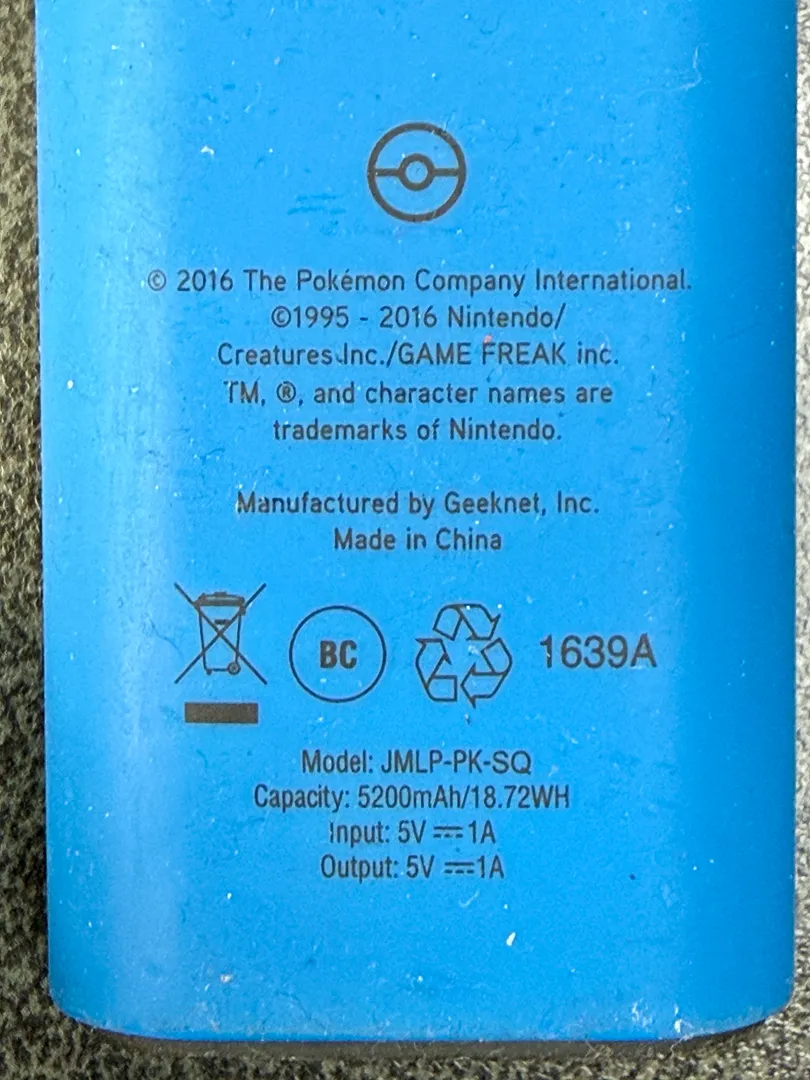 © 2016 The Pokémon Company International.
©1995 - 2016 Nintendo/
Creatures Inc./GAME FREAK inc.
TM, ®, and character names are
trademarks of Nintendo.
Manufactured by Geeknet, Inc.
Made in China
BC 1639A
Model: JMLP-PK-SQ
Capacity: 5200mAh/18.72WH
Input: 5V ⎓ 1A
Output: 5V ⎓ 1A